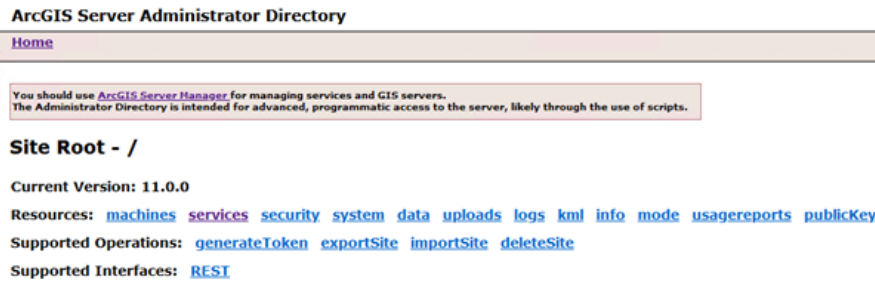 ArcGIS Server Administrator Directory
Home
You should use ArcGIS Server Manager for managing services and GIS servers.
The Administrator Directory is intended for advanced, programmatic access to the server, likely through the use of scripts.
Site Root - /
Current Version: 11.0.0
Resources: machines services security system data uploads logs kml info mode usagereports publicKey
Supported Operations: generateToken exportSite importSite deleteSite
Supported Interfaces: REST